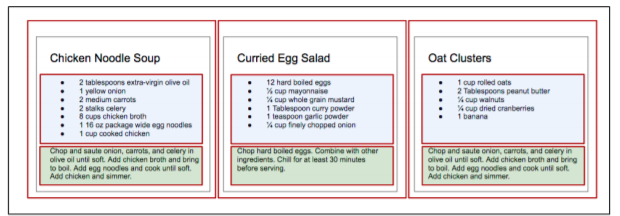 Chicken Noodle Soup
2 tablespoons extra-virgin olive oil
1 yellow onion
2 medium carrots
2 stalks celery
8 cups chicken broth
1 16 oz package wide egg noodles
1 cup cooked chicken
Chop and saute onion, carrots, and celery in
olive oil until soft. Add chicken broth and bring
to boil. Add egg noodles and cook until soft.
Add chicken and simmer.
Curried Egg Salad
12 hard boiled eggs
cup mayonnaise
¼ cup whole grain mustard
1 Tablespoon curry powder
1 teaspoon garlic powder
¼ cup finely chopped onion
Chop hard boiled eggs. Combine with other
ingredients. Chill for at least 30 minutes
before serving.
Oat Clusters
1 cup rolled oats
2 Tablespoons peanut butter
¼ cup walnuts
¼ cup dried cranberries
1 banana
Chop and saute onion, carrots, and celery in
olive oil until soft. Add chicken broth and bring
to boil. Add egg noodles and cook until soft.
Add chicken and simmer.